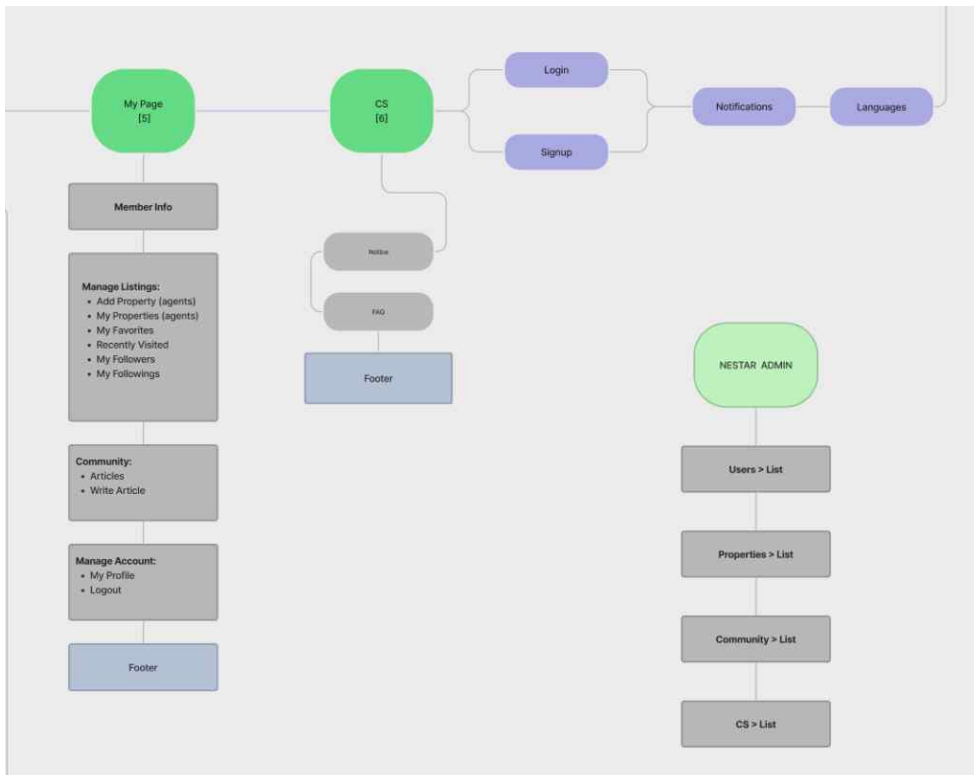 My Page
[5]
CS
[6]
Login
Signup
Notifications
Languages
Member Info
Manage Listings:
• Add Property (agents)
• My Properties (agents)
• My Favorites
• Recently Visited
• My Followers
• My Followings
Community:
• Articles
• Write Article
Manage Account:
• My Profile
• Logout
Footer
Notice
FAQ
Footer
NESTAR ADMIN
Users > List
Properties > List
Community > List
CS > List